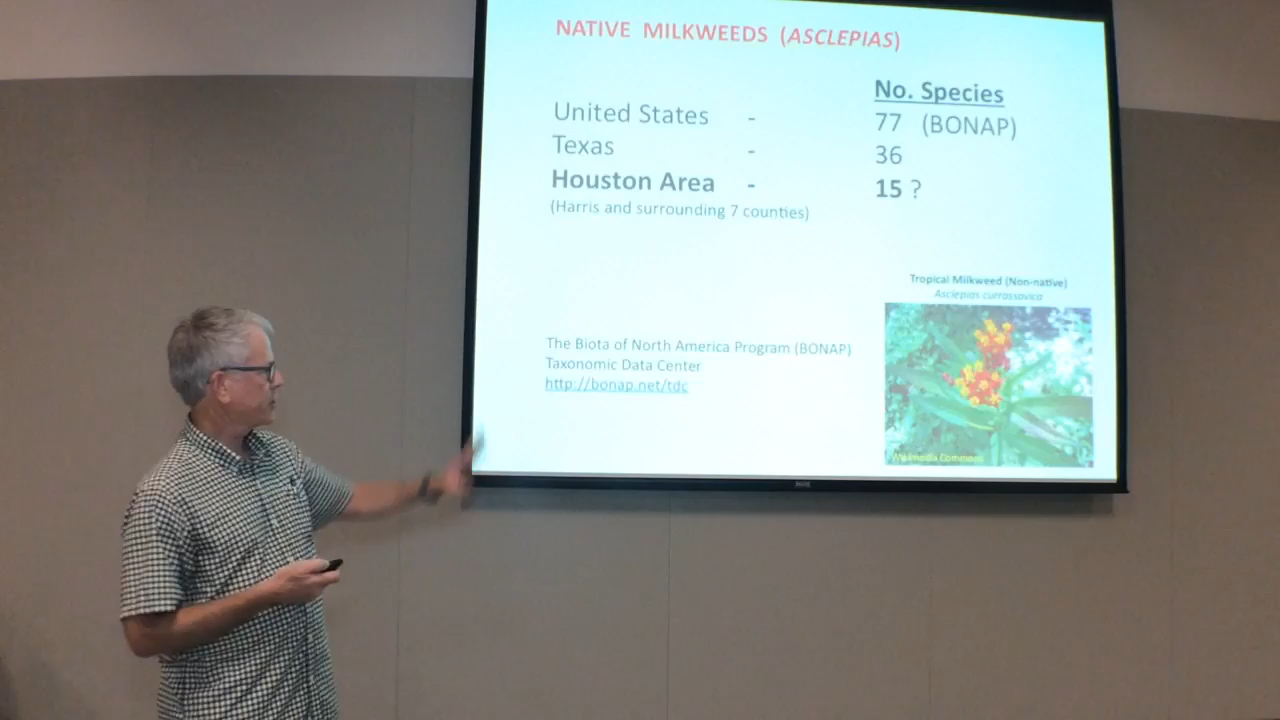 NATIVE MILKWEEDS (ASCLEPIAS)
No. Species
United States - 77 (BONAP)
Texas - 36
Houston Area - 15 ?
(Harris and surrounding 7 counties)
Tropical Milkweed (Non-native)
Asclepias currassavica
The Biota of North America Program (BONAP)
Taxonomic Data Center
http://bonap.net/tdc
Wikimedia Commons